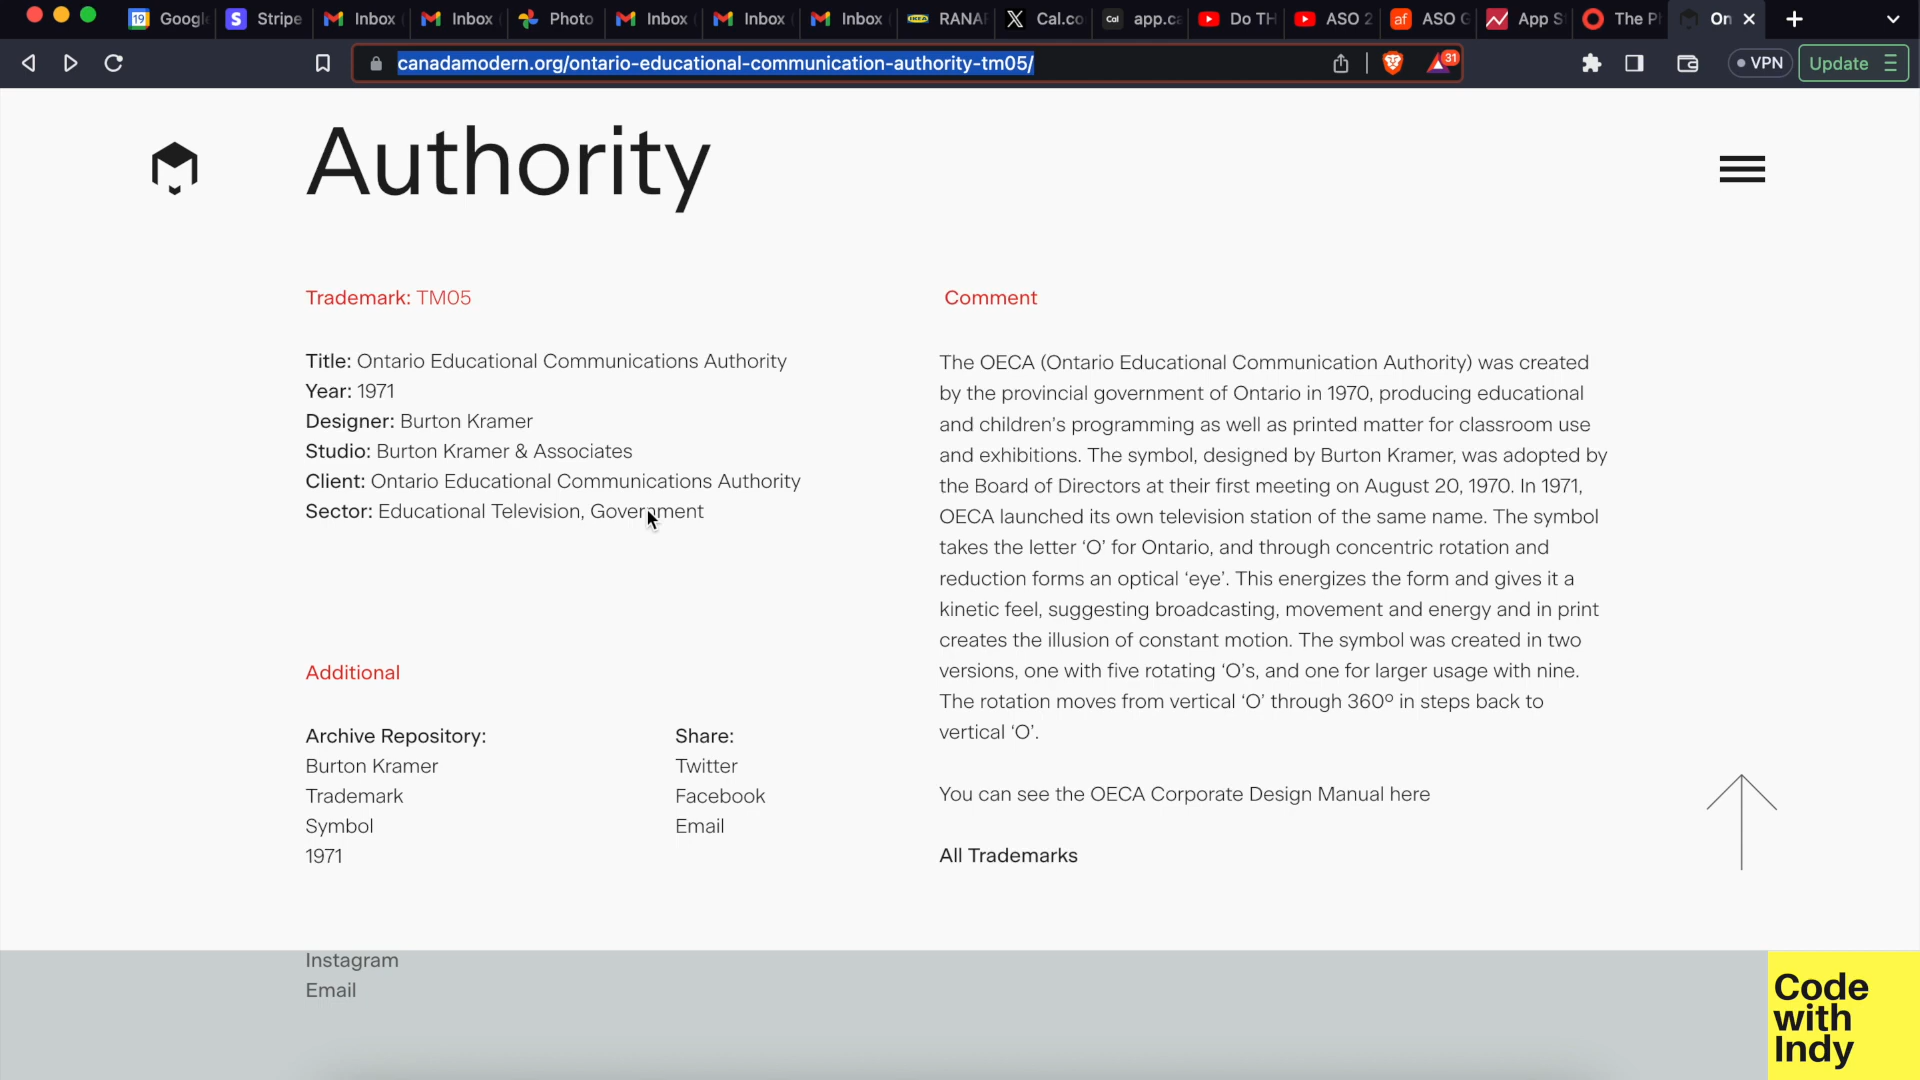 19 Googl
Stripe
Inbox
Inbox
Photo
Inbox
Inbox
Inbox
IKEA RANA
Cal.co
Cal app.ca
Do TH
ASO 2
af ASO G
App S
The P
On
canadamodern.org/ontario-educational-communication-authority-tm05/
31
VPN
Update
Authority
Trademark: TM05
Title: Ontario Educational Communications Authority
Year: 1971
Designer: Burton Kramer
Studio: Burton Kramer & Associates
Client: Ontario Educational Communications Authority
Sector: Educational Television, Government
Additional
Archive Repository:
Burton Kramer
Trademark
Symbol
1971
Share:
Twitter
Facebook
Email
Comment
The OECA (Ontario Educational Communication Authority) was created
by the provincial government of Ontario in 1970, producing educational
and children’s programming as well as printed matter for classroom use
and exhibitions. The symbol, designed by Burton Kramer, was adopted by
the Board of Directors at their first meeting on August 20, 1970. In 1971,
OECA launched its own television station of the same name. The symbol
takes the letter ‘O’ for Ontario, and through concentric rotation and
reduction forms an optical ‘eye’. This energizes the form and gives it a
kinetic feel, suggesting broadcasting, movement and energy and in print
creates the illusion of constant motion. The symbol was created in two
versions, one with five rotating ‘O’s, and one for larger usage with nine.
The rotation moves from vertical ‘O’ through 360º in steps back to
vertical ‘O’.
You can see the OECA Corporate Design Manual here
All Trademarks
Instagram
Email
Code
with
Indy